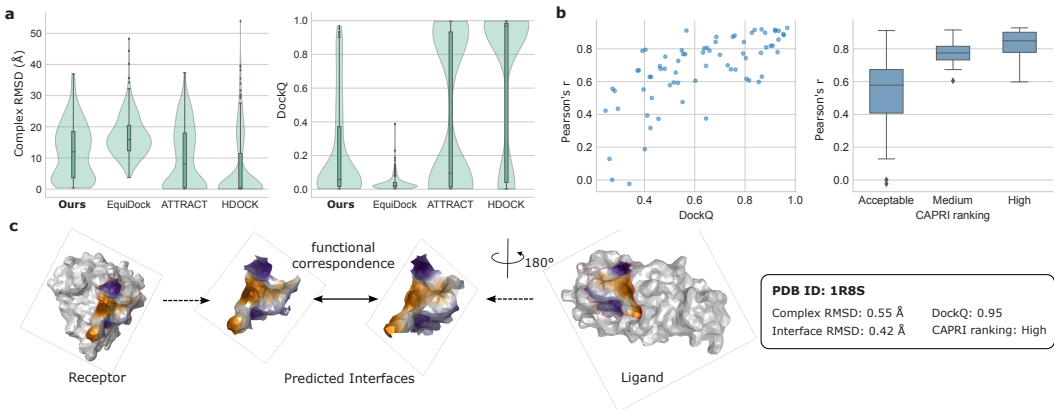 a
Complex RMSD (Å)
50
40
30
20
10
0
Ours
EquiDock
ATTRACT
HDOCK
DockQ
1.0
0.8
0.6
0.4
0.2
0.0
Ours
EquiDock
ATTRACT
HDOCK
b
Pearson's r
0.8
0.6
0.4
0.2
0.0
0.4
0.6
0.8
1.0
DockQ
Pearson's r
0.8
0.6
0.4
0.2
0.0
Acceptable
Medium
High
CAPRI ranking
c
functional
correspondence
180°
Receptor
Predicted Interfaces
Ligand
PDB ID: 1R8S
Complex RMSD: 0.55 Å
DockQ: 0.95
Interface RMSD: 0.42 Å
CAPRI ranking: High